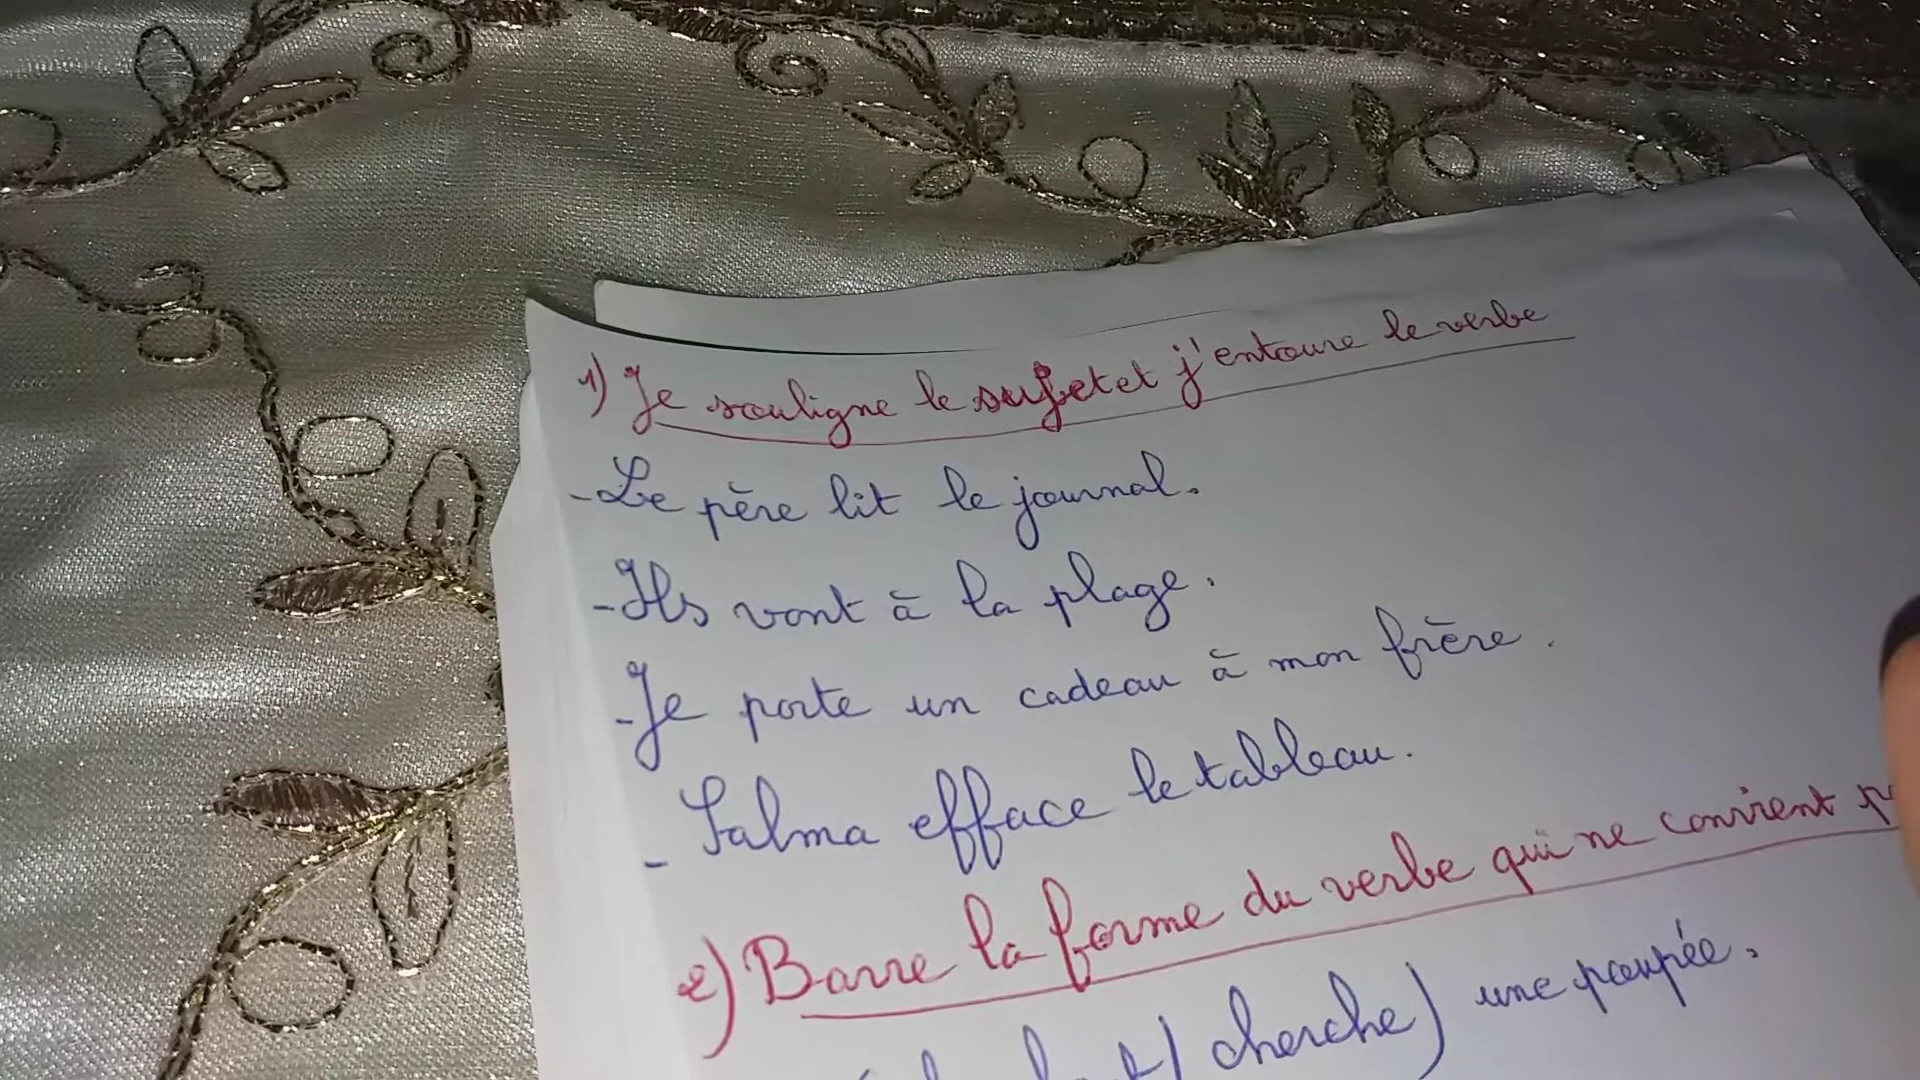 1) Je souligne le sujet et j'entoure le verbe
- Le père lit le journal.
- Ils vont à la plage.
- Je porte un cadeau à mon frère.
- Salma efface le tableau.
2) Barre la forme du verbe qui ne convient
cherche) une poupée.